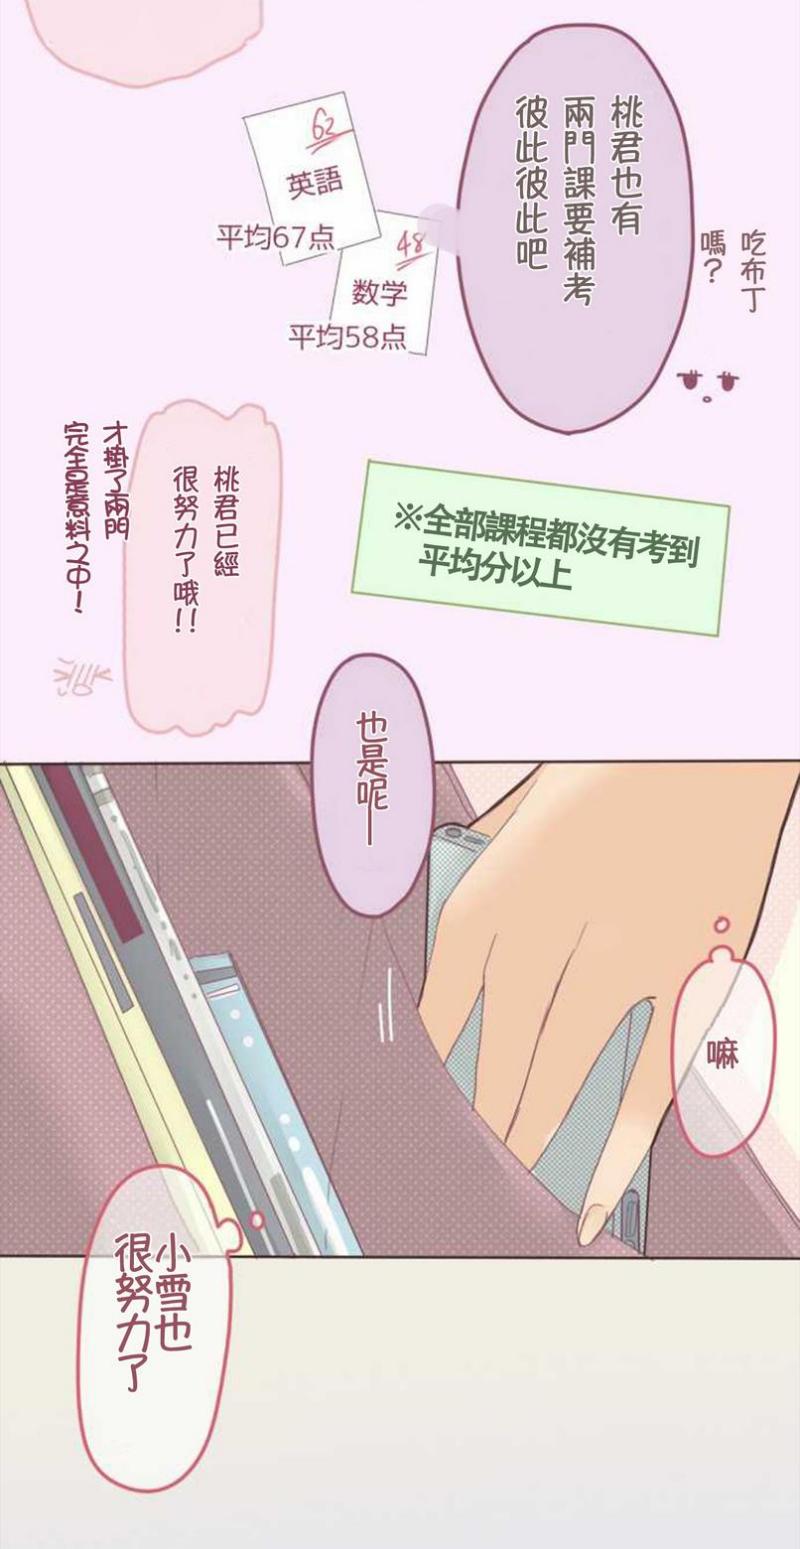 桃君也有
兩門課要補考
彼此彼此吧
吃布丁
嗎？
62
英語
平均67点
48
数学
平均58点
桃君已經
很努力了哦!!
才掛了兩門
完全是意料之中！
※全部課程都沒有考到
平均分以上
也是呢—
嘛
小雪也
很努力了